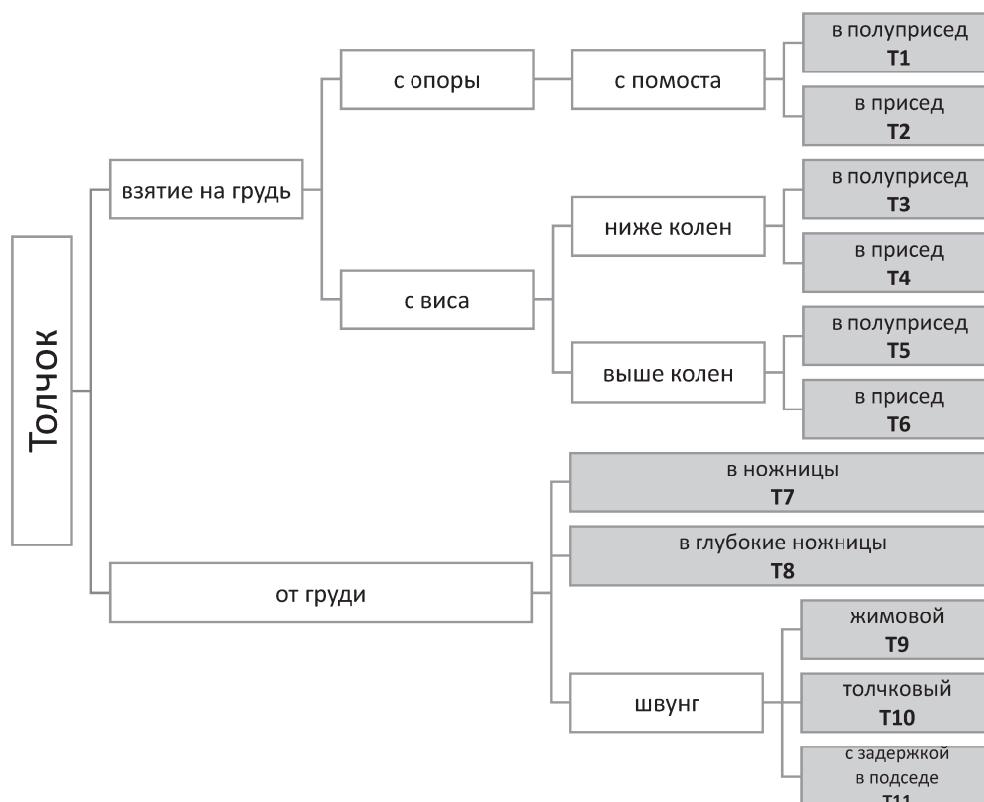 Толчок
взятие на грудь
с опоры
с помоста
в полуприсед
Т1
в присед
Т2
с виса
ниже колен
в полуприсед
Т3
в присед
Т4
выше колен
в полуприсед
Т5
в присед
Т6
от груди
в ножницы
Т7
в глубокие ножницы
Т8
швунг
жимовой
Т9
толчковый
Т10
с задержкой
в подседе
Т11